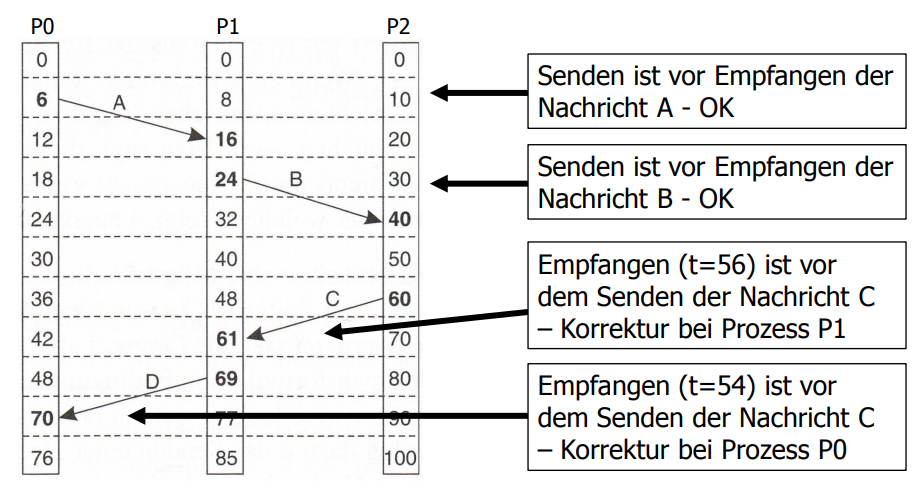 P0 P1 P2
0 0 0
6 8 10
A
12 16 20
18 24 30
B
24 32 40
30 40 50
36 48 60
C
42 61 70
48 69 80
D
70 77 90
76 85 100
Senden ist vor Empfangen der
Nachricht A - OK
Senden ist vor Empfangen der
Nachricht B - OK
Empfangen (t=56) ist vor
dem Senden der Nachricht C
– Korrektur bei Prozess P1
Empfangen (t=54) ist vor
dem Senden der Nachricht C
– Korrektur bei Prozess P0